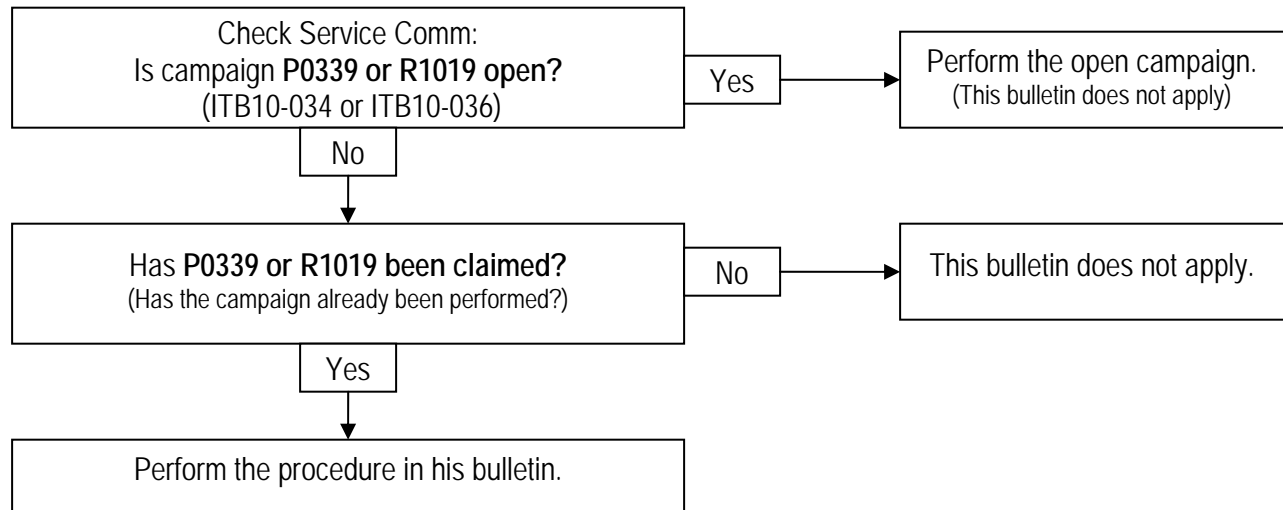 Check Service Comm:
Is campaign P0339 or R1019 open?
(ITB10-034 or ITB10-036)
Yes
Perform the open campaign.
(This bulletin does not apply)
No
Has P0339 or R1019 been claimed?
(Has the campaign already been performed?)
No
This bulletin does not apply.
Yes
Perform the procedure in his bulletin.